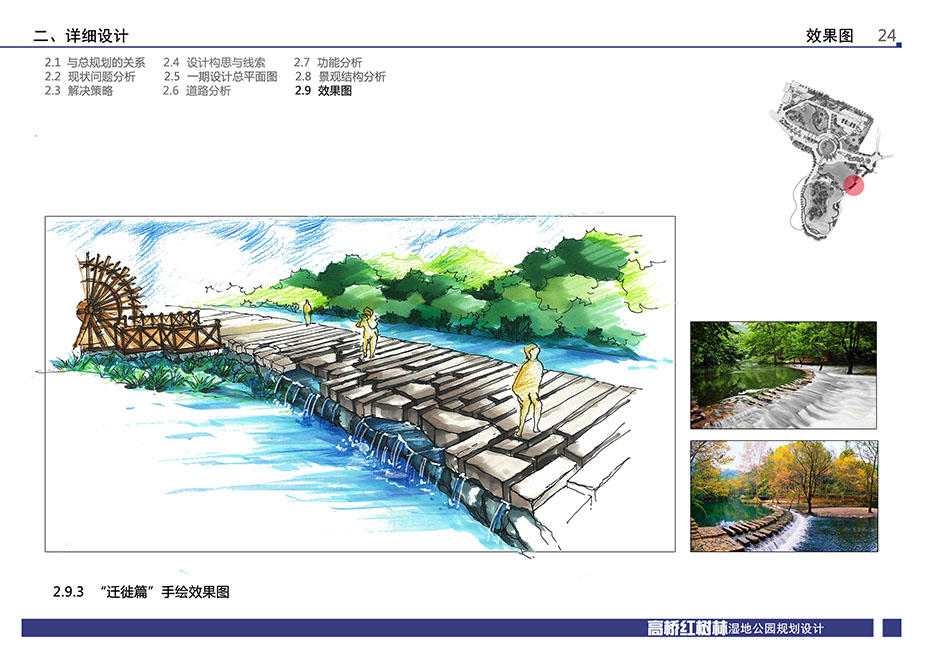 二、详细设计
效果图 24
2.1 与总规划的关系 2.4 设计构思与线索 2.7 功能分析
2.2 现状问题分析 2.5 一期设计总平面图 2.8 景观结构分析
2.3 解决策略 2.6 道路分析 2.9 效果图
2.9.3 “迁徙篇”手绘效果图
高桥红树林湿地公园规划设计